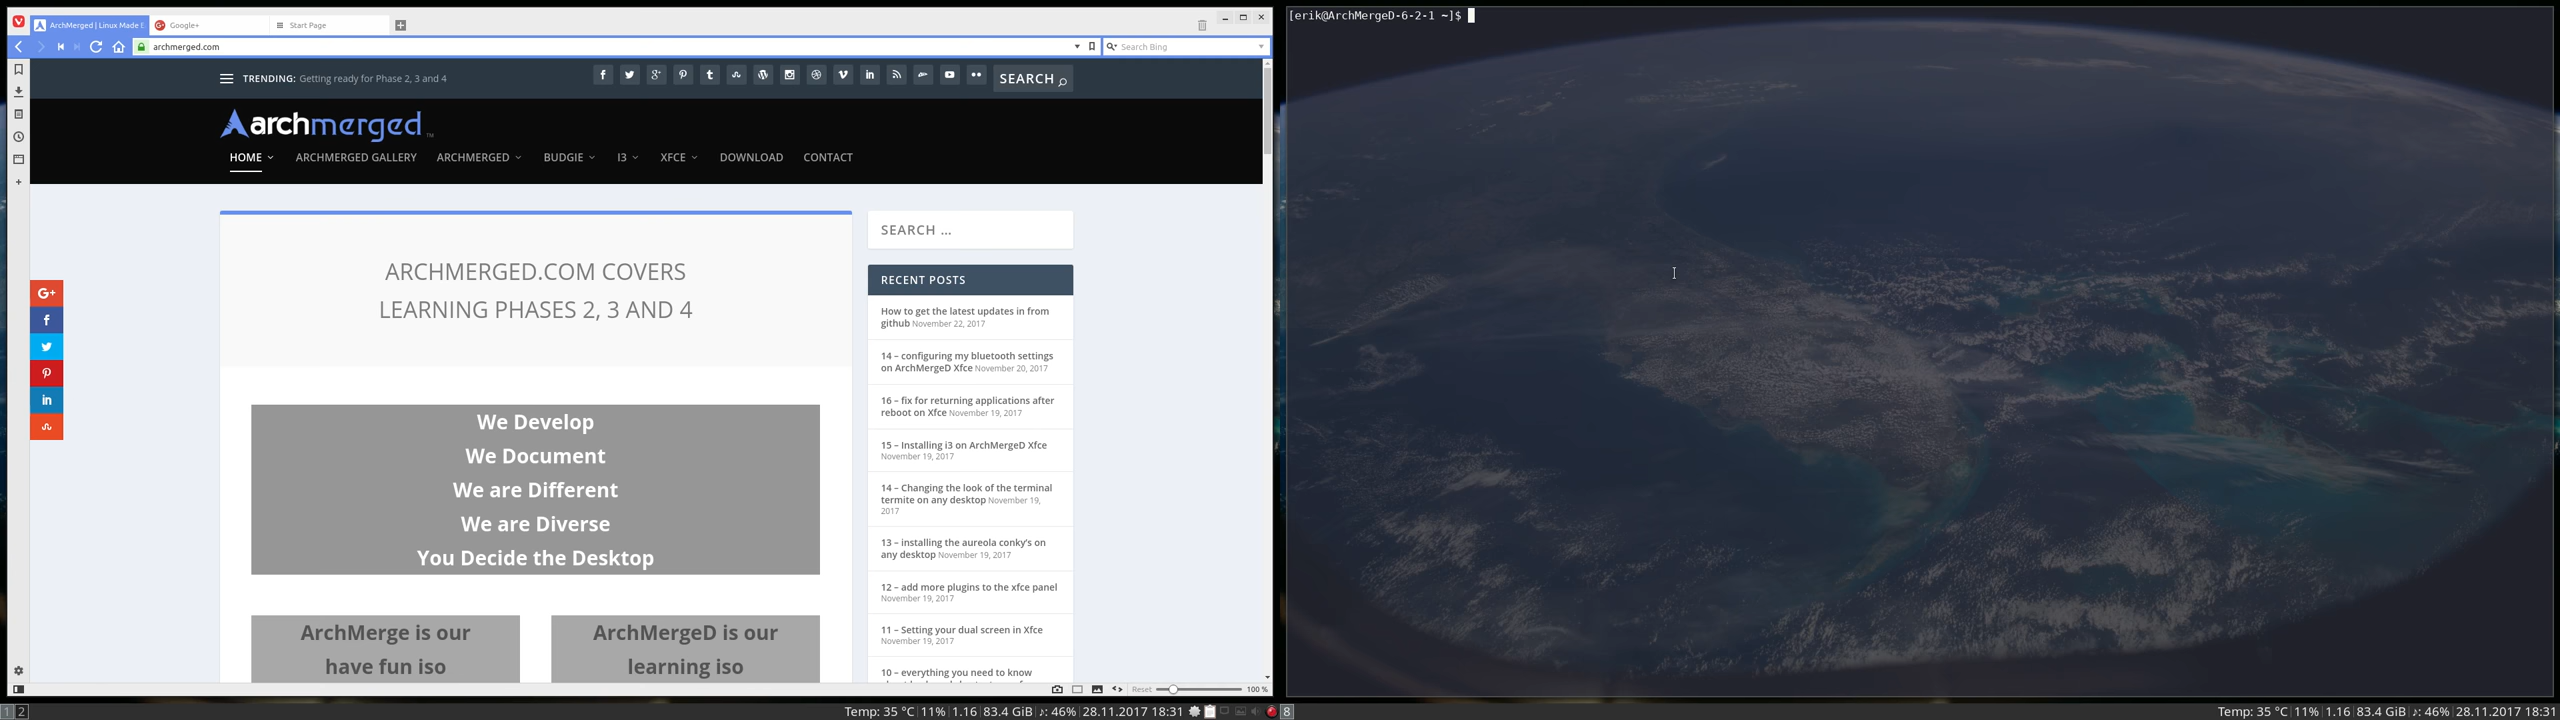 ArchMerged | Linux Made E
Google+
Start Page
archmerged.com
Search Bing
TRENDING: Getting ready for Phase 2, 3 and 4
SEARCH
archmerged
TM
HOME
ARCHMERGED GALLERY
ARCHMERGED
BUDGIE
I3
XFCE
DOWNLOAD
CONTACT
ARCHMERGED.COM COVERS
LEARNING PHASES 2, 3 AND 4
We Develop
We Document
We are Different
We are Diverse
You Decide the Desktop
ArchMerge is our
have fun iso
ArchMergeD is our
learning iso
SEARCH ...
RECENT POSTS
How to get the latest updates in from
github November 22, 2017
14 – configuring my bluetooth settings
on ArchMergeD Xfce November 20, 2017
16 – fix for returning applications after
reboot on Xfce November 19, 2017
15 – Installing i3 on ArchMergeD Xfce
November 19, 2017
14 – Changing the look of the terminal
termite on any desktop November 19,
2017
13 – installing the aureola conky's on
any desktop November 19, 2017
12 – add more plugins to the xfce panel
November 19, 2017
11 – Setting your dual screen in Xfce
November 19, 2017
10 – everything you need to know
Reset
100 %
[erik@ArchMergeD-6-2-1 ~]$
1 2
Temp: 35 °C 11% 1.16 83.4 GiB ♪: 46% 28.11.2017 18:31
8
Temp: 35 °C 11% 1.16 83.4 GiB ♪: 46% 28.11.2017 18:31